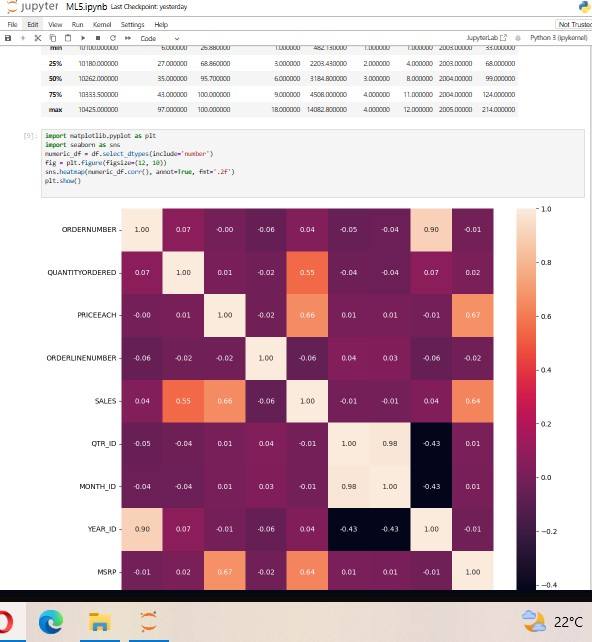 jupyter ML5.ipynb Last Checkpoint: yesterday
File Edit View Run Kernel Settings Help Not Truste
Code JupyterLab Python 3 (ipykernel)
min 10100.000000 6.000000 26.880000 1.000000 482.130000 1.000000 1.000000 2003.000000 33.000000
25% 10180.000000 27.000000 68.860000 3.000000 2203.430000 2.000000 4.000000 2003.000000 68.000000
50% 10262.000000 35.000000 95.700000 6.000000 3184.800000 3.000000 8.000000 2004.000000 99.000000
75% 10333.500000 43.000000 100.000000 9.000000 4508.000000 4.000000 11.000000 2004.000000 124.000000
max 10425.000000 97.000000 100.000000 18.000000 14082.800000 4.000000 12.000000 2005.000000 214.000000
[9]: import matplotlib.pyplot as plt
import seaborn as sns
numeric_df = df.select_dtypes(include='number')
fig = plt.figure(figsize=(12, 10))
sns.heatmap(numeric_df.corr(), annot=True, fmt='.2f')
plt.show()
1.0
ORDERNUMBER 1.00 0.07 -0.00 -0.06 0.04 -0.05 -0.04 0.90 -0.01
0.8
QUANTITYORDERED 0.07 1.00 0.01 -0.02 0.55 -0.04 -0.04 0.07 0.02
PRICEEACH -0.00 0.01 1.00 -0.02 0.66 0.01 0.01 -0.01 0.67
0.6
ORDERLINENUMBER -0.06 -0.02 -0.02 1.00 -0.06 0.04 0.03 -0.06 -0.02
0.4
SALES 0.04 0.55 0.66 -0.06 1.00 -0.01 -0.01 0.04 0.64
0.2
QTR_ID -0.05 -0.04 0.01 0.04 -0.01 1.00 0.98 -0.43 0.01
0.0
MONTH_ID -0.04 -0.04 0.01 0.03 -0.01 0.98 1.00 -0.43 0.01
YEAR_ID 0.90 0.07 -0.01 -0.06 0.04 -0.43 -0.43 1.00 -0.01
-0.2
MSRP -0.01 0.02 0.67 -0.02 0.64 0.01 0.01 -0.01 1.00
-0.4
22°C